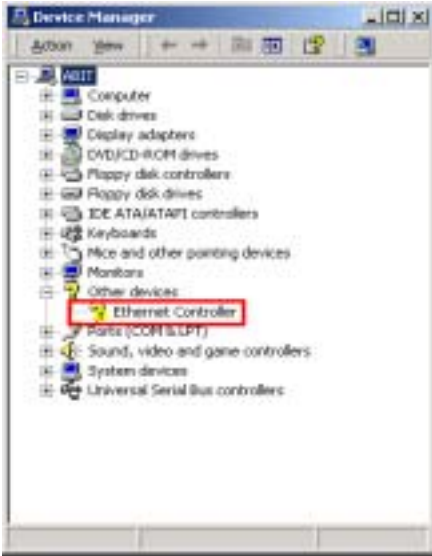 Device Manager
Action View
ABIT
Computer
Disk drives
Display adapters
DVD/CD-ROM drives
Floppy disk controllers
Floppy disk drives
IDE ATA/ATAPI controllers
Keyboards
Mice and other pointing devices
Monitors
Other devices
Ethernet Controller
Ports (COM & LPT)
Sound, video and game controllers
System devices
Universal Serial Bus controllers